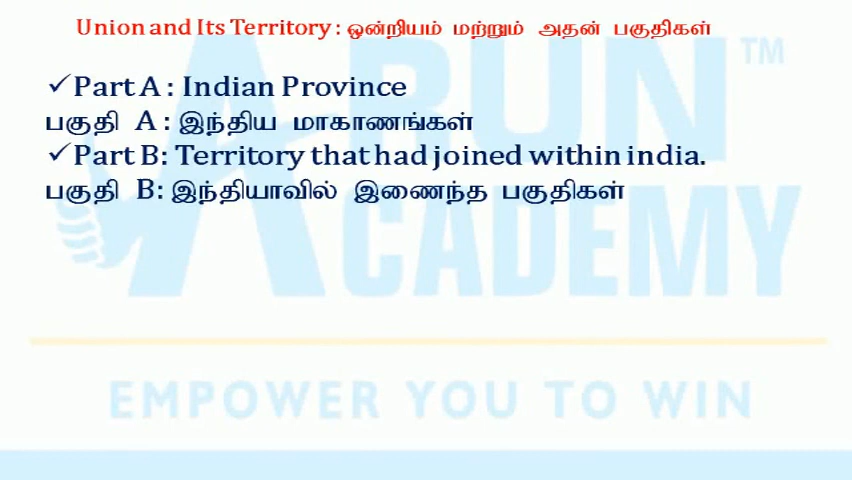 Union and Its Territory : ஒன்றியம் மற்றும் அதன் பகுதிகள்
✓Part A : Indian Province
பகுதி A : இந்திய மாகாணங்கள்
✓Part B: Territory that had joined within india.
பகுதி B: இந்தியாவில் இணைந்த பகுதிகள்
ARUN™
ACADEMY
EMPOWER YOU TO WIN